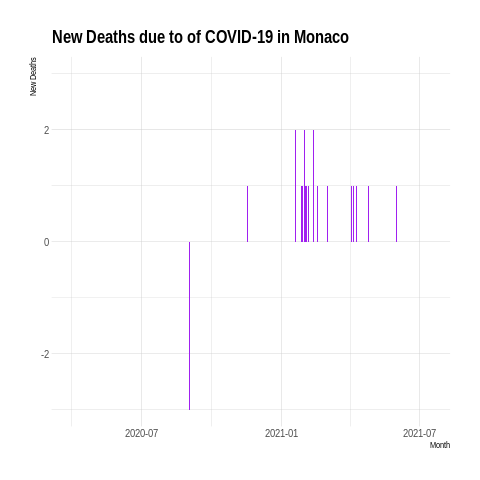 New Deaths due to of COVID-19 in Monaco
New Deaths
2
0
-2
2020-07
2021-01
2021-07
Month